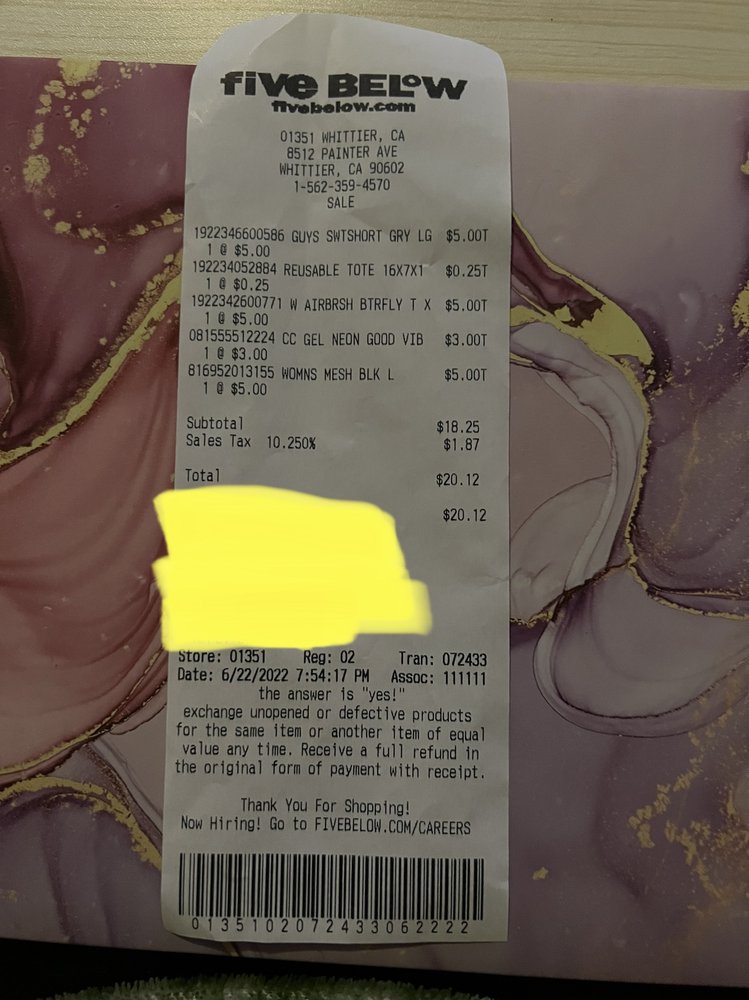 five BELOW
fivebelow.com
01351 WHITTIER, CA
8512 PAINTER AVE
WHITTIER, CA 90602
1-562-359-4570
SALE
1922346600586 GUYS SWTSHORT GRY LG $5.00T
1 @ $5.00
192234052884 REUSABLE TOTE 16X7X1 $0.25T
1 @ $0.25
1922342600771 W AIRBRSH BTRFLY T X $5.00T
1 @ $5.00
081555512224 CC GEL NEON GOOD VIB $3.00T
1 @ $3.00
816952013155 WOMNS MESH BLK L $5.00T
1 @ $5.00
Subtotal $18.25
Sales Tax 10.250% $1.87
Total $20.12
$20.12
Store: 01351 Reg: 02 Tran: 072433
Date: 6/22/2022 7:54:17 PM Assoc: 111111
the answer is "yes!"
exchange unopened or defective products
for the same item or another item of equal
value any time. Receive a full refund in
the original form of payment with receipt.
Thank You For Shopping!
Now Hiring! Go to FIVEBELOW.COM/CAREERS
0135102072433062222